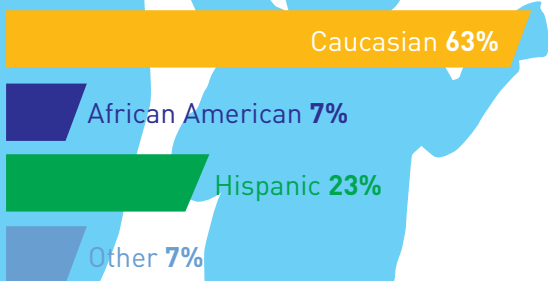 Caucasian 63%
African American 7%
Hispanic 23%
Other 7%